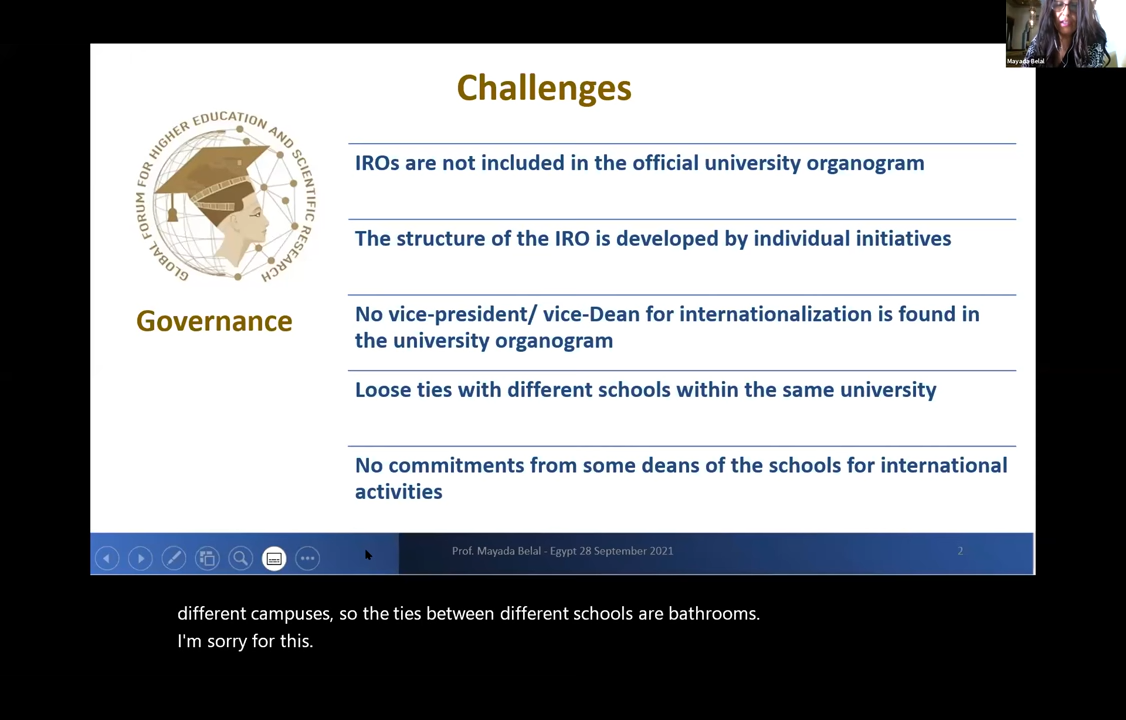 Mayada Belal
Challenges
GLOBAL FORUM FOR HIGHER EDUCATION AND SCIENTIFIC RESEARCH
Governance
IROs are not included in the official university organogram
The structure of the IRO is developed by individual initiatives
No vice-president/ vice-Dean for internationalization is found in
the university organogram
Loose ties with different schools within the same university
No commitments from some deans of the schools for international
activities
Prof. Mayada Belal - Egypt 28 September 2021
2
different campuses, so the ties between different schools are bathrooms.
I'm sorry for this.